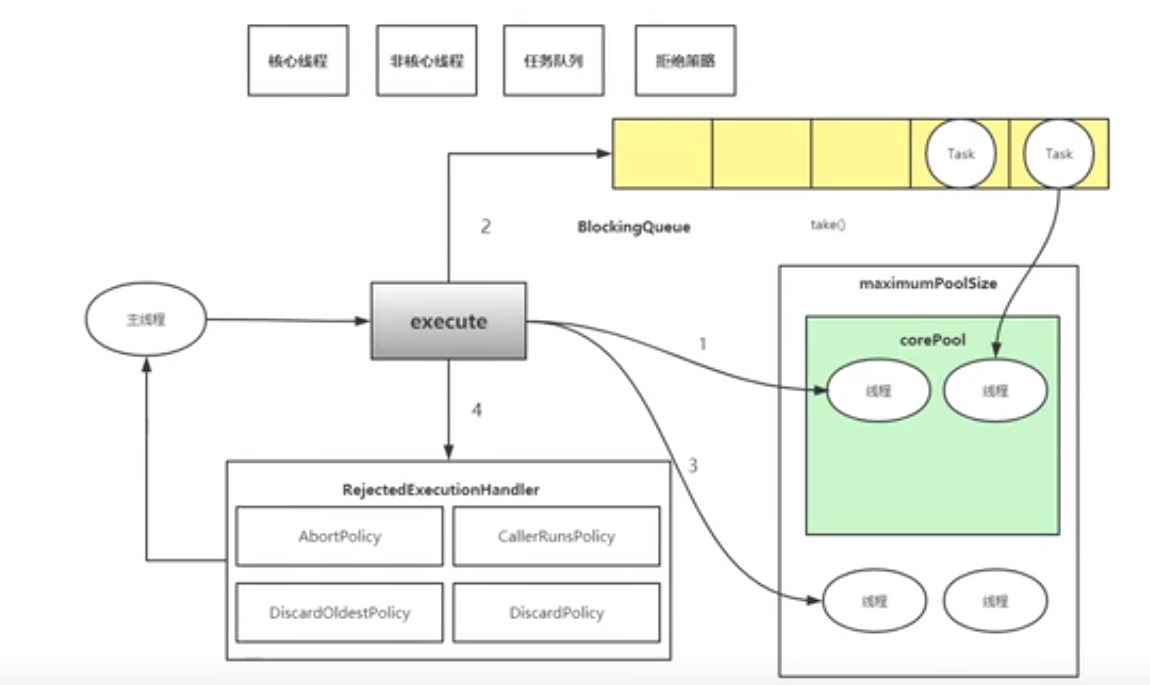 核心线程
非核心线程
任务队列
拒绝策略
Task
Task
2
BlockingQueue
take()
maximumPoolSize
主线程
execute
corePool
1
线程
线程
4
3
RejectedExecutionHandler
AbortPolicy
CallerRunsPolicy
DiscardOldestPolicy
DiscardPolicy
线程
线程